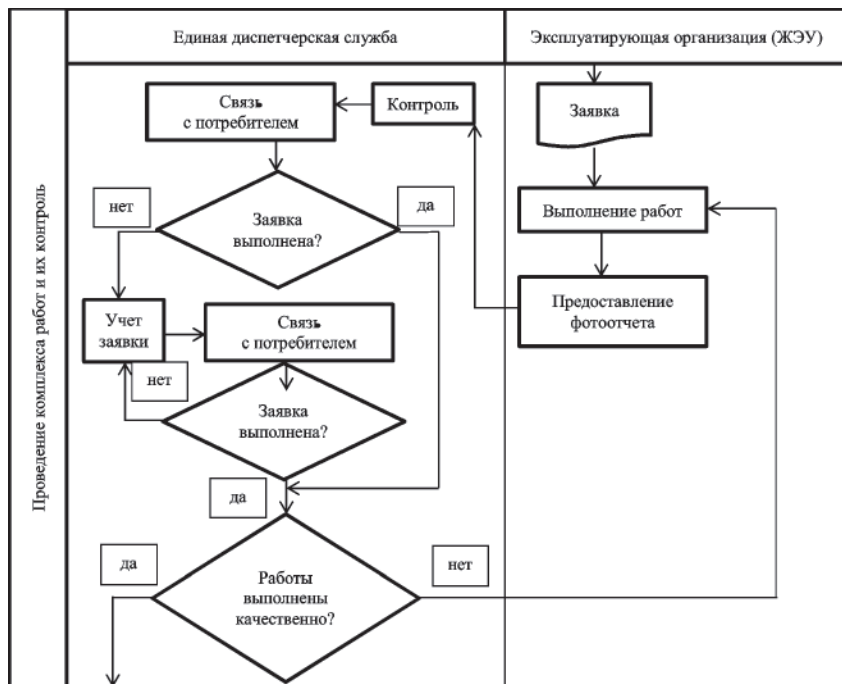 Единая диспетчерская служба
Эксплуатирующая организация (ЖЭУ)
Проведение комплекса работ и их контроль
Связь
с потребителем
Контроль
Заявка
нет
да
Заявка
выполнена?
Выполнение работ
Учет
заявки
Связь
с потребителем
Предоставление
фотоотчета
нет
Заявка
выполнена?
да
да
нет
Работы
выполнены
качественно?